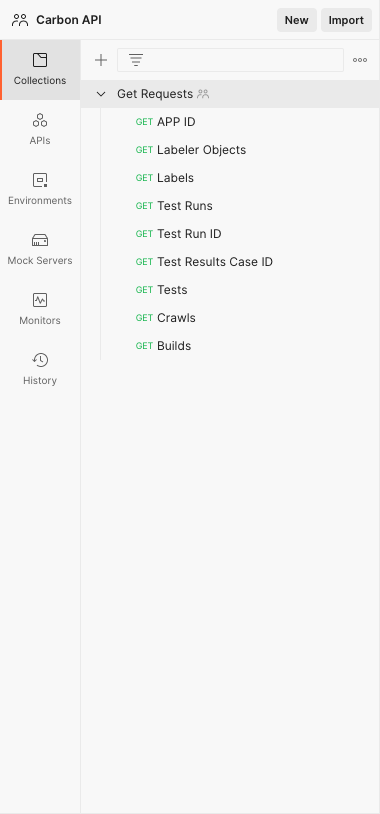 Carbon API
New
Import
Collections
APIs
Environments
Mock Servers
Monitors
History
Get Requests
GET APP ID
GET Labeler Objects
GET Labels
GET Test Runs
GET Test Run ID
GET Test Results Case ID
GET Tests
GET Crawls
GET Builds